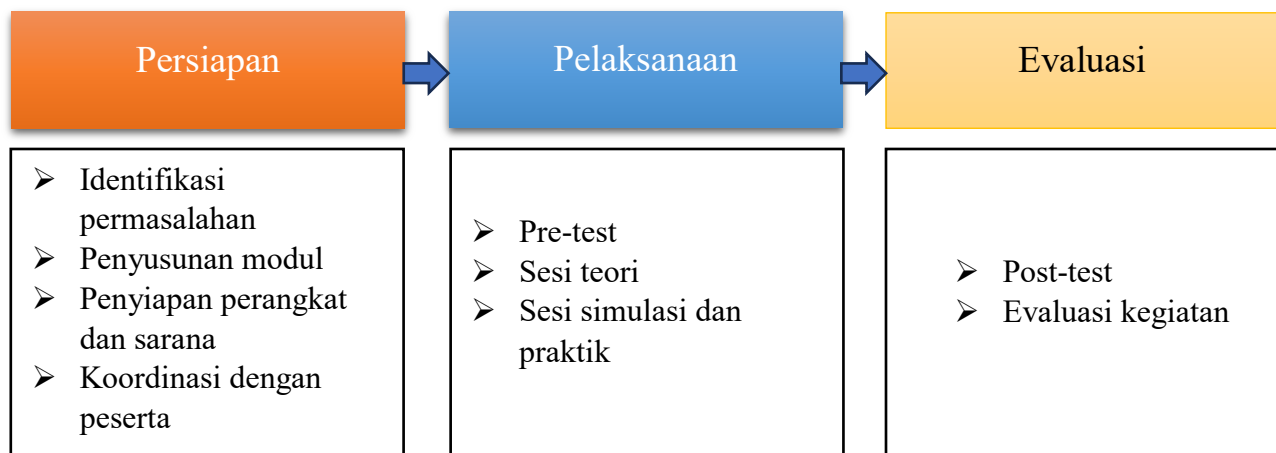 Persiapan
Pelaksanaan
Evaluasi
➢ Identifikasi
permasalahan
➢ Penyusunan modul
➢ Penyiapan perangkat
dan sarana
➢ Koordinasi dengan
peserta
➢ Pre-test
➢ Sesi teori
➢ Sesi simulasi dan
praktik
➢ Post-test
➢ Evaluasi kegiatan